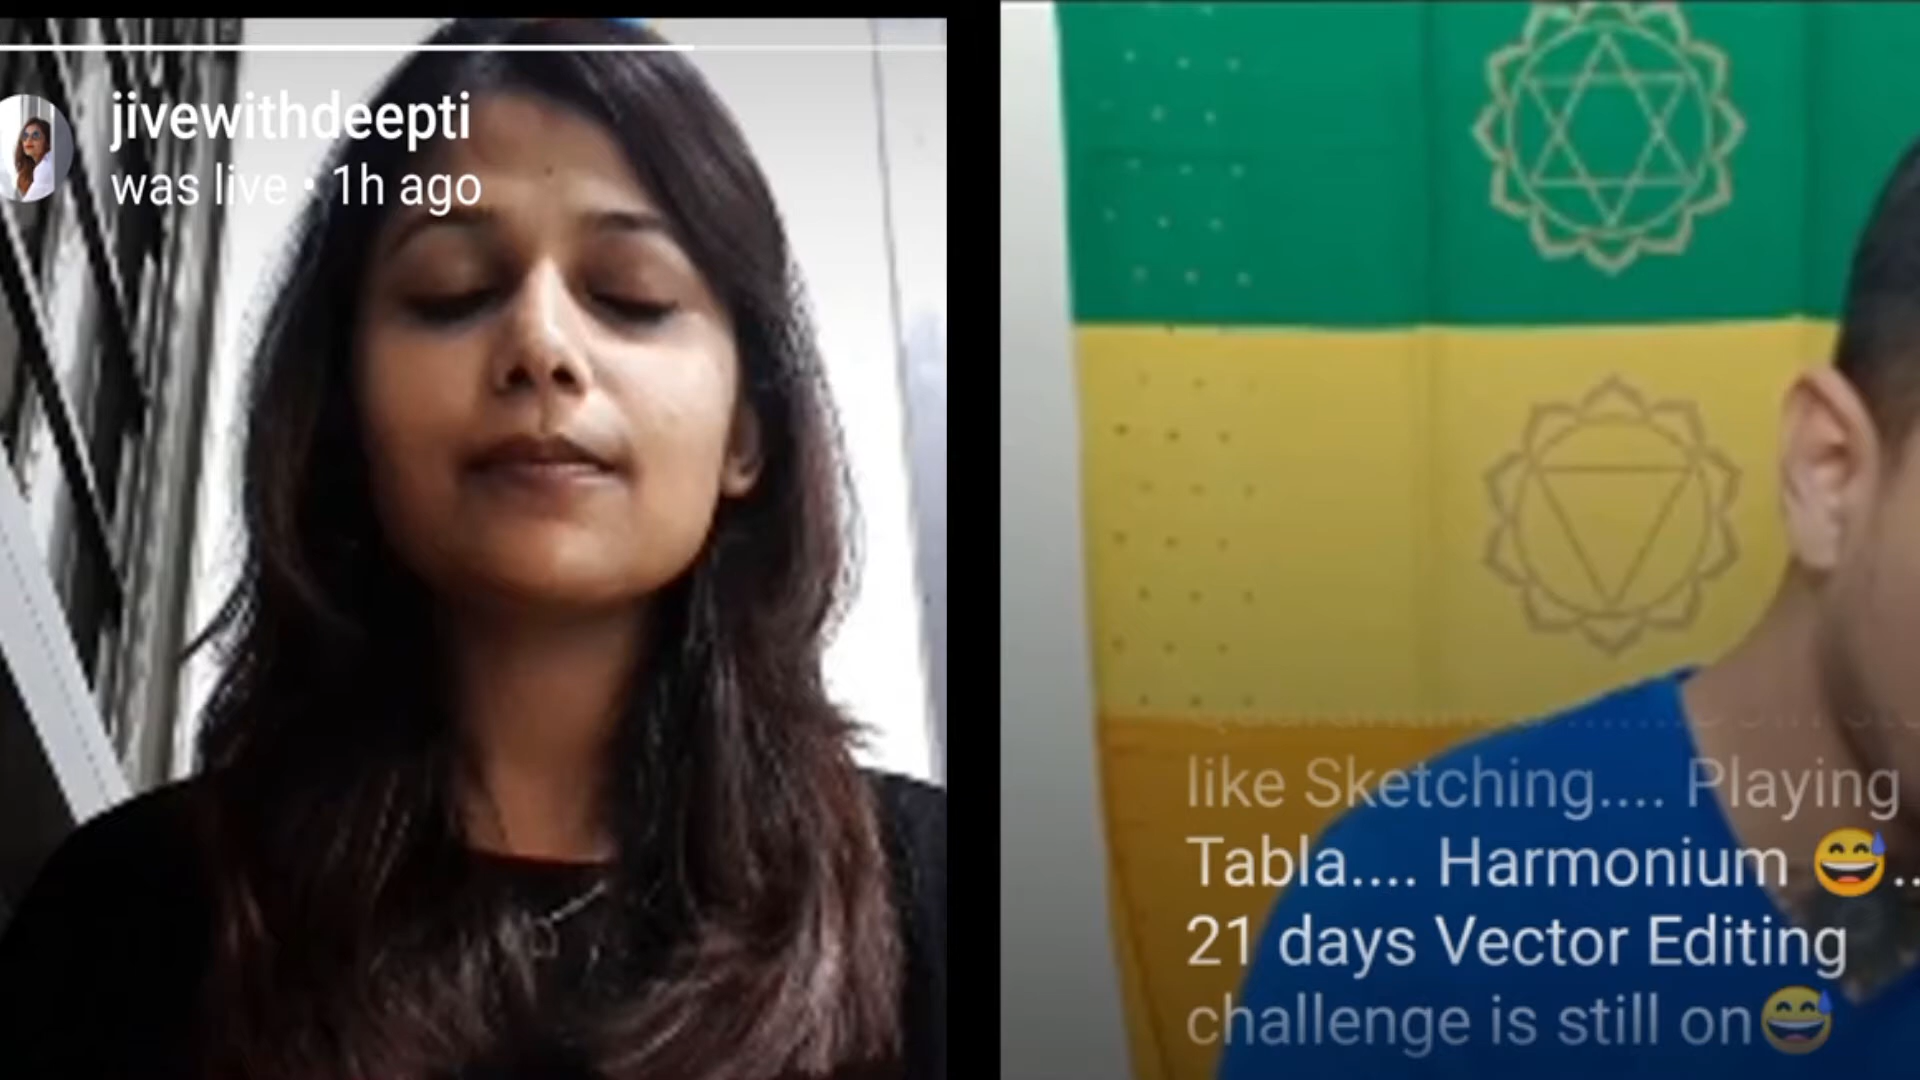 jivewithdeepti
was live • 1h ago
like Sketching.... Playing
Tabla.... Harmonium 😅..
21 days Vector Editing
challenge is still on😅